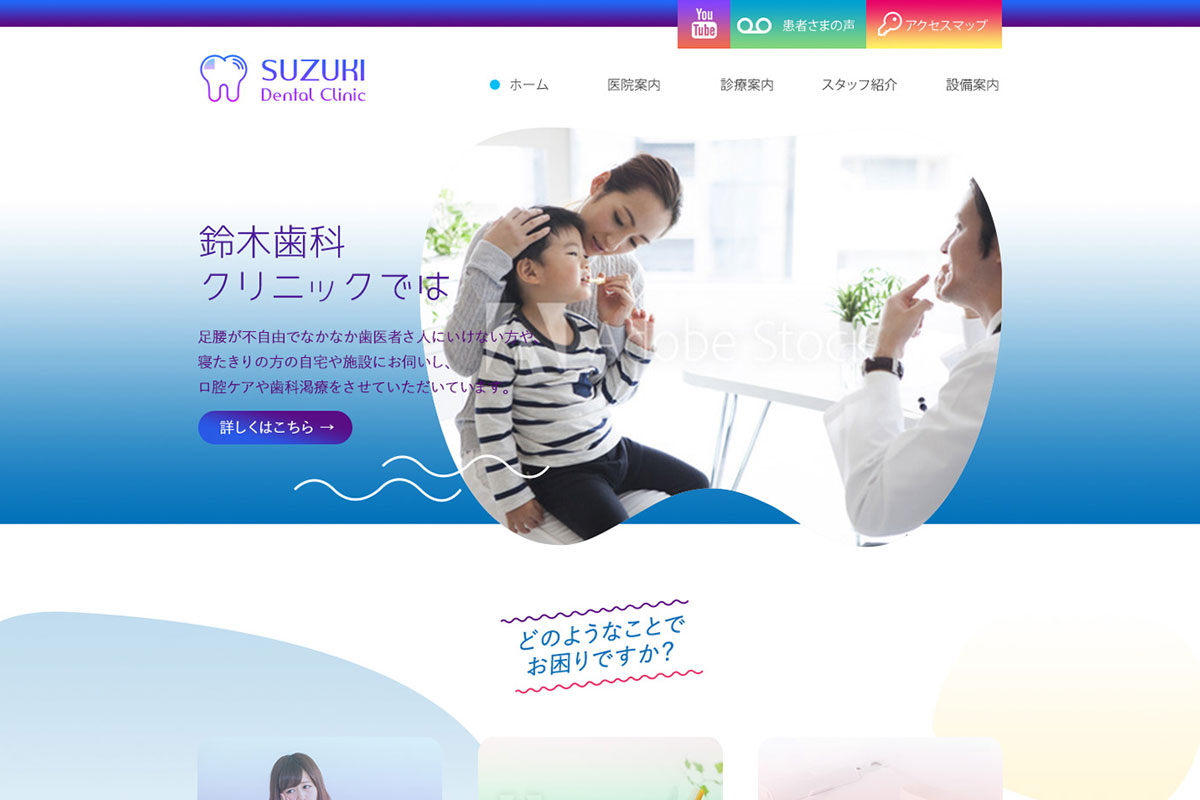 You
Tube
患者さまの声
アクセスマップ
SUZUKI
Dental Clinic
ホーム
医院案内
診療案内
スタッフ紹介
設備案内
鈴木歯科
クリニックでは
足腰が不自由でなかなか歯医者さ人にいけない方や、
寝たきりの方の自宅や施設にお伺いし、
口腔ケアや歯科渇療をさせていただいています。
詳しくはこちら →
Adobe Stock
どのようなことで
お困りですか?